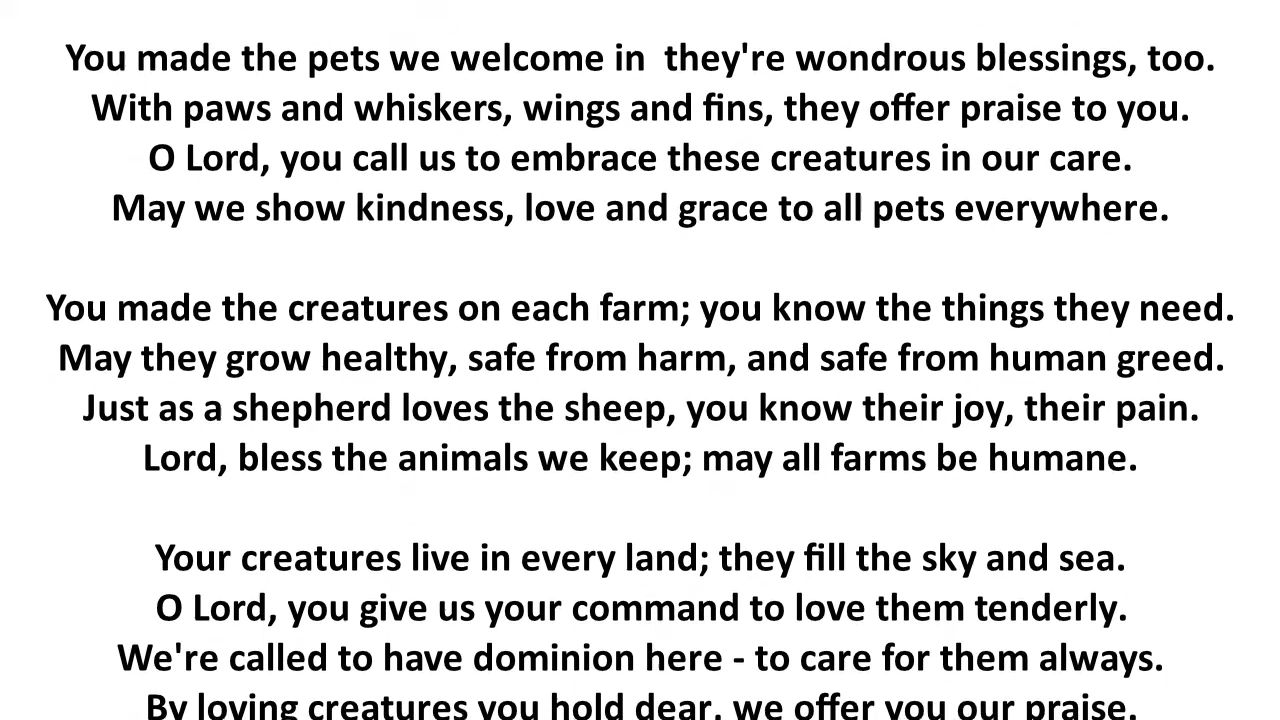 You made the pets we welcome in  they're wondrous blessings, too.
With paws and whiskers, wings and fins, they offer praise to you.
O Lord, you call us to embrace these creatures in our care.
May we show kindness, love and grace to all pets everywhere.
You made the creatures on each farm; you know the things they need.
May they grow healthy, safe from harm, and safe from human greed.
Just as a shepherd loves the sheep, you know their joy, their pain.
Lord, bless the animals we keep; may all farms be humane.
Your creatures live in every land; they fill the sky and sea.
O Lord, you give us your command to love them tenderly.
We're called to have dominion here - to care for them always.
By loving creatures you hold dear, we offer you our praise.